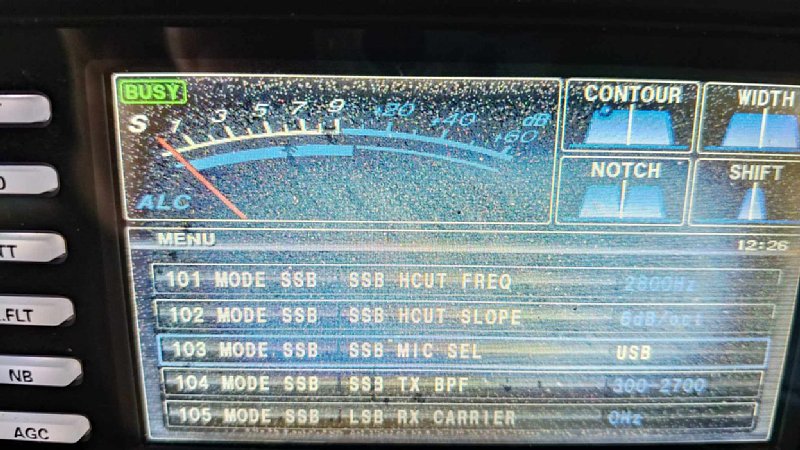 BUSY
S 1 3 5 7 9 +20 +40 +60 dB
ALC
CONTOUR WIDTH
NOTCH SHIFT
MENU 12:26
101 MODE SSB SSB HCUT FREQ 2800Hz
102 MODE SSB SSB HCUT SLOPE 6dB/oct
103 MODE SSB SSB MIC SEL USB
104 MODE SSB SSB TX BPF 300-2700
105 MODE SSB LSB RX CARRIER 0Hz
NB
AGC